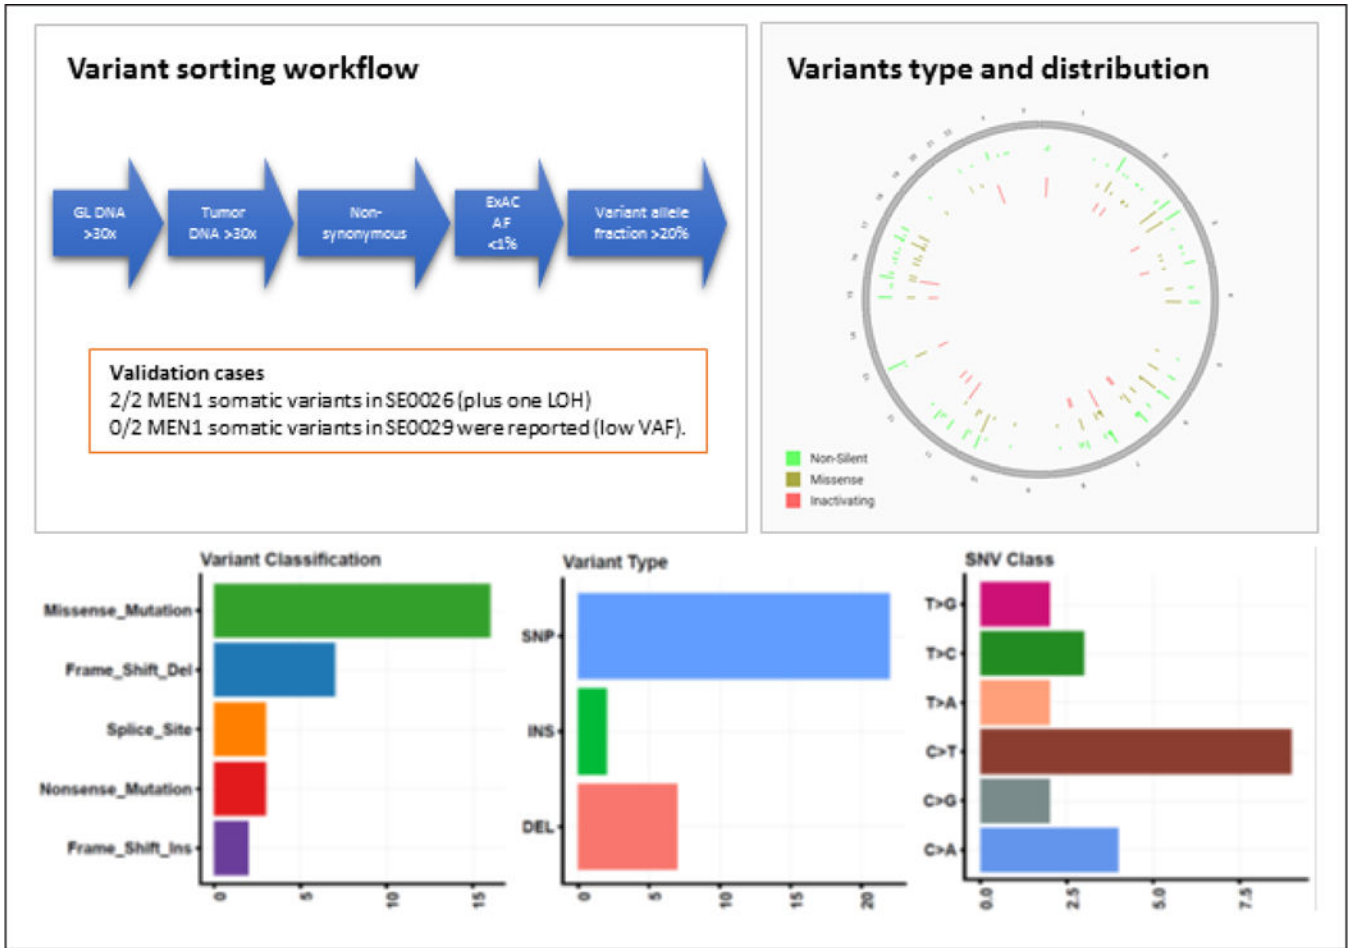 Variant sorting workflow
GL DNA
>30x
Tumor
DNA >30x
Non-
synonymous
ExAC
AF
<1%
Variant allele
fraction >20%
Validation cases
2/2 MEN1 somatic variants in SE0026 (plus one LOH)
0/2 MEN1 somatic variants in SE0029 were reported (low VAF).
Variants type and distribution
Non-Silent
Missense
Inactivating
Variant Classification
Missense_Mutation
Frame_Shift_Del
Splice_Site
Nonsense_Mutation
Frame_Shift_Ins
0
5
10
15
Variant Type
SNP
INS
DEL
0
5
10
15
20
SNV Class
T>G
T>C
T>A
C>T
C>G
C>A
0.0
2.5
5.0
7.5